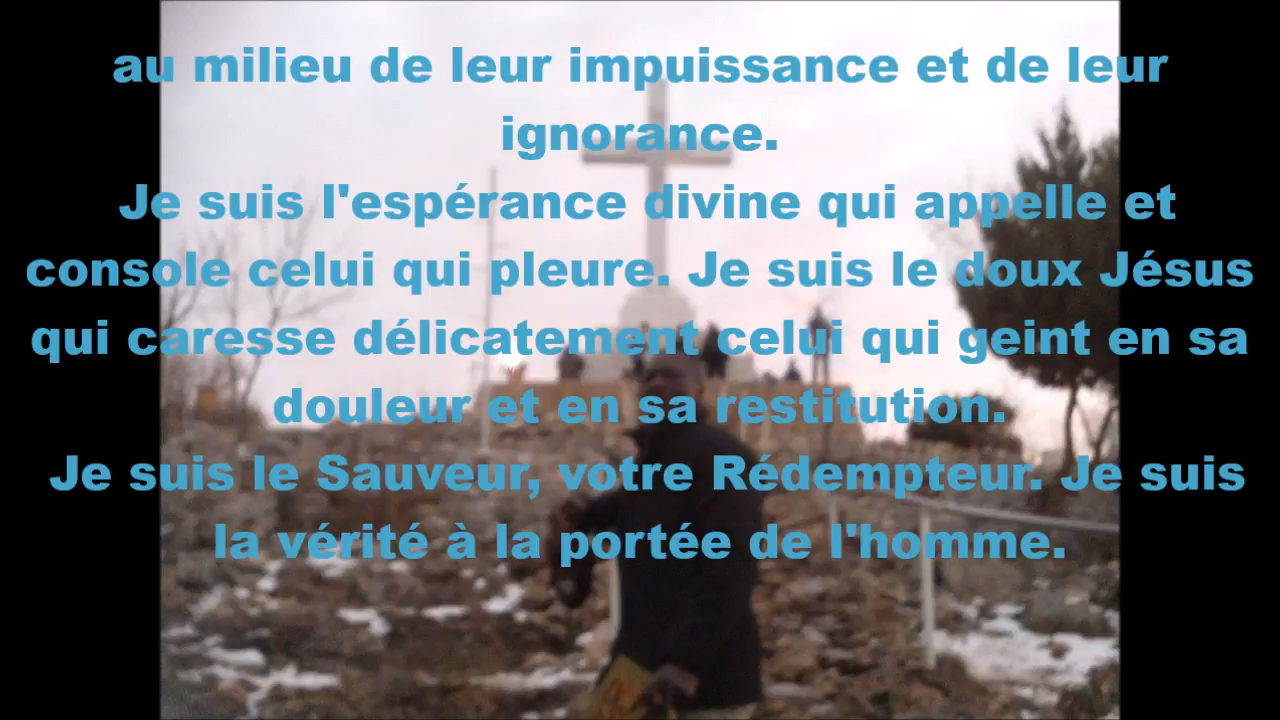 au milieu de leur impuissance et de leur
ignorance.
Je suis l'espérance divine qui appelle et
console celui qui pleure. Je suis le doux Jésus
qui caresse délicatement celui qui geint en sa
douleur et en sa restitution.
Je suis le Sauveur, votre Rédempteur. Je suis
la vérité à la portée de l'homme.